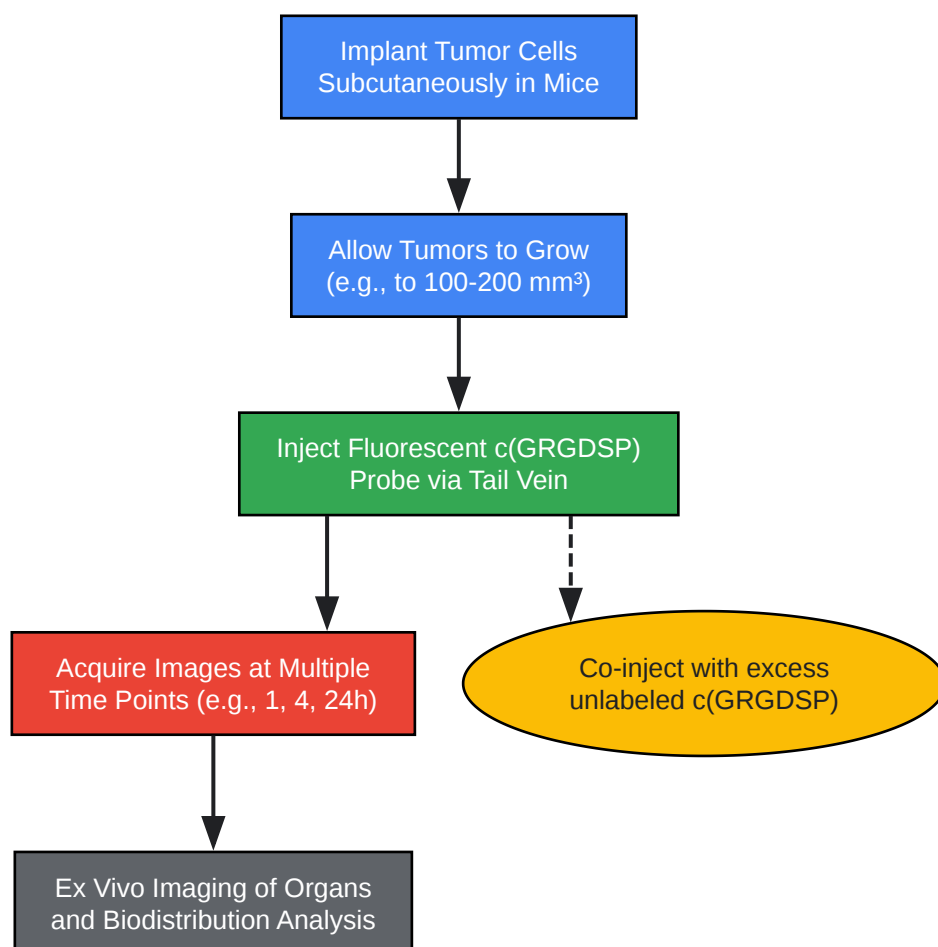 Implant Tumor Cells
Subcutaneously in Mice
Allow Tumors to Grow
(e.g., to 100-200 mm³)
Inject Fluorescent c(GRGDSP)
Probe via Tail Vein
Acquire Images at Multiple
Time Points (e.g., 1, 4, 24h)
Co-inject with excess
unlabeled c(GRGDSP)
Ex Vivo Imaging of Organs
and Biodistribution Analysis